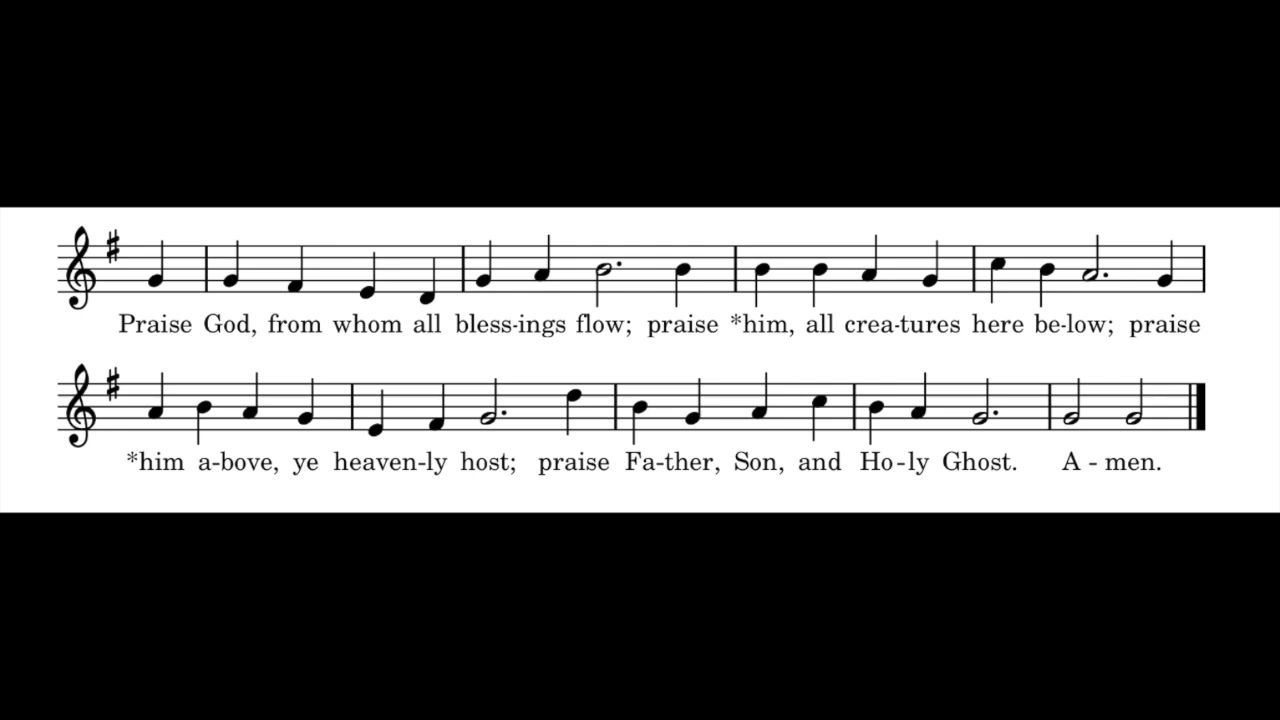 Praise God, from whom all bless-ings flow; praise *him, all crea-tures here be-low; praise
*him a-bove, ye heaven-ly host; praise Fa-ther, Son, and Ho-ly Ghost. A - men.